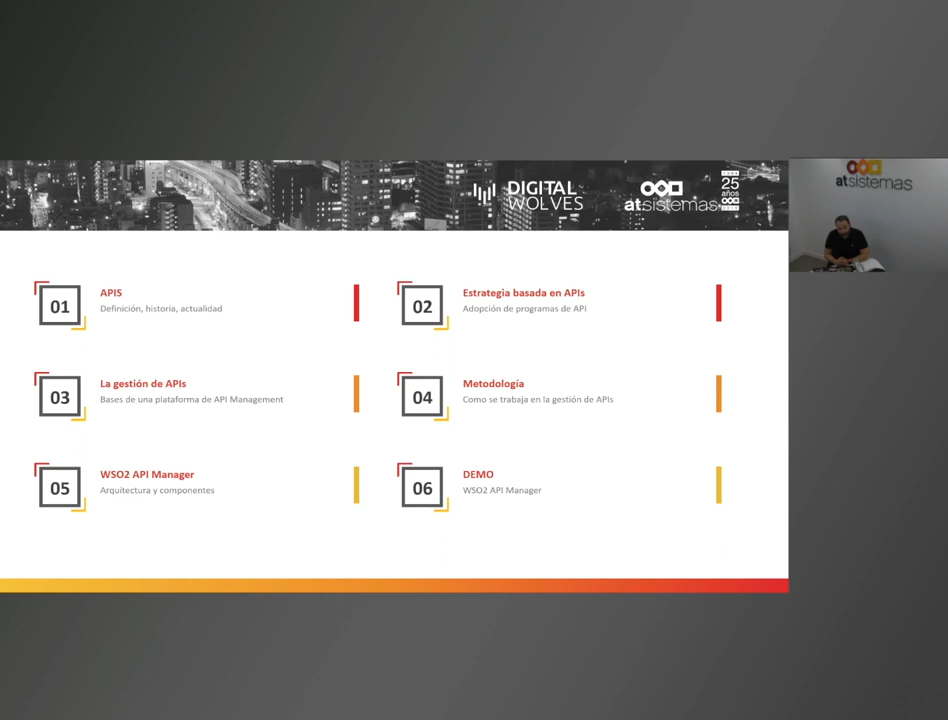 DIGITAL
WOLVES
atsistemas
25
años
atsistemas
01
APIS
Definición, historia, actualidad
02
Estrategia basada en APIs
Adopción de programas de API
03
La gestión de APIs
Bases de una plataforma de API Management
04
Metodología
Como se trabaja en la gestión de APIs
05
WSO2 API Manager
Arquitectura y componentes
06
DEMO
WSO2 API Manager